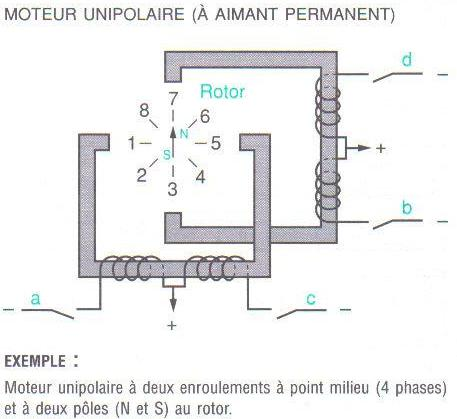 MOTEUR UNIPOLAIRE (À AIMANT PERMANENT)
d
–
Rotor
7
8
6
N
+
1
5
S
2
4
3
b
–
–
a
c
–
+
EXEMPLE :
Moteur unipolaire à deux enroulements à point milieu (4 phases)
et à deux pôles (N et S) au rotor.